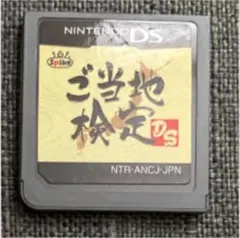 NINTENDO DS
Spike
ご当地
検定
DS
NTR-ANCJ-JPN